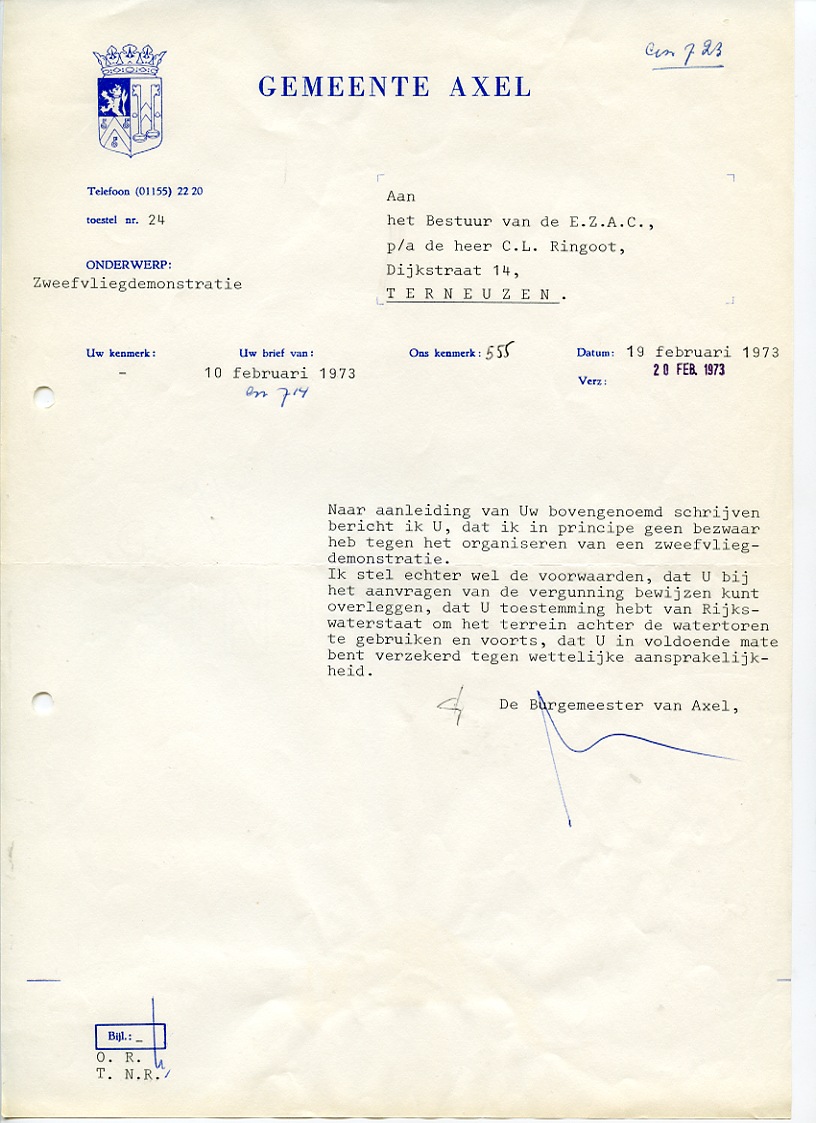 GEMEENTE AXEL
Telefoon (01155) 22 20
toestel nr. 24
ONDERWERP:
Zweefvliegdemonstratie
Aan
het Bestuur van de E.Z.A.C.,
p/a de heer C.L. Ringoot,
Dijkstraat 14,
T E R N E U Z E N .
Uw kenmerk: Uw brief van: Ons kenmerk: 555 Datum: 19 februari 1973
- 10 februari 1973 20 FEB. 1973
Verz:
Naar aanleiding van Uw bovengenoemd schrijven
bericht ik U, dat ik in principe geen bezwaar
heb tegen het organiseren van een zweefvlieg-
demonstratie.
Ik stel echter wel de voorwaarden, dat U bij
het aanvragen van de vergunning bewijzen kunt
overleggen, dat U toestemming hebt van Rijks-
waterstaat om het terrein achter de watertoren
te gebruiken en voorts, dat U in voldoende mate
bent verzekerd tegen wettelijke aansprakelijk-
heid.
De Burgemeester van Axel,
Bijl.: -
O. R.
T. N.R.